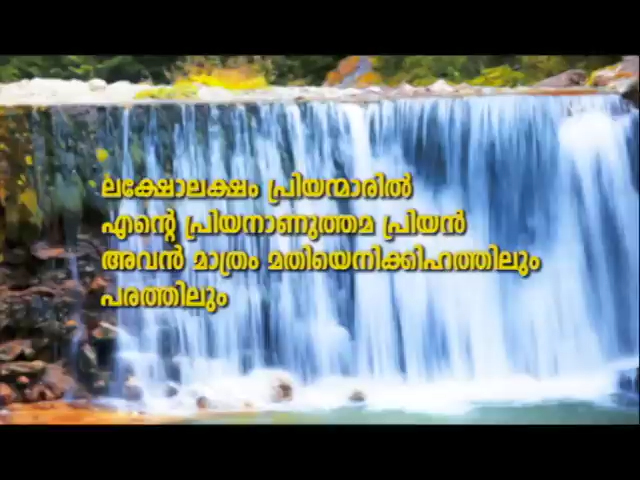 ലക്ഷോലക്ഷം പ്രിയന്മാരിൽ
എന്റെ പ്രിയനാണുത്തമ പ്രിയൻ
അവൻ മാത്രം മതിയെനിക്കിഹത്തിലും
പരത്തിലും